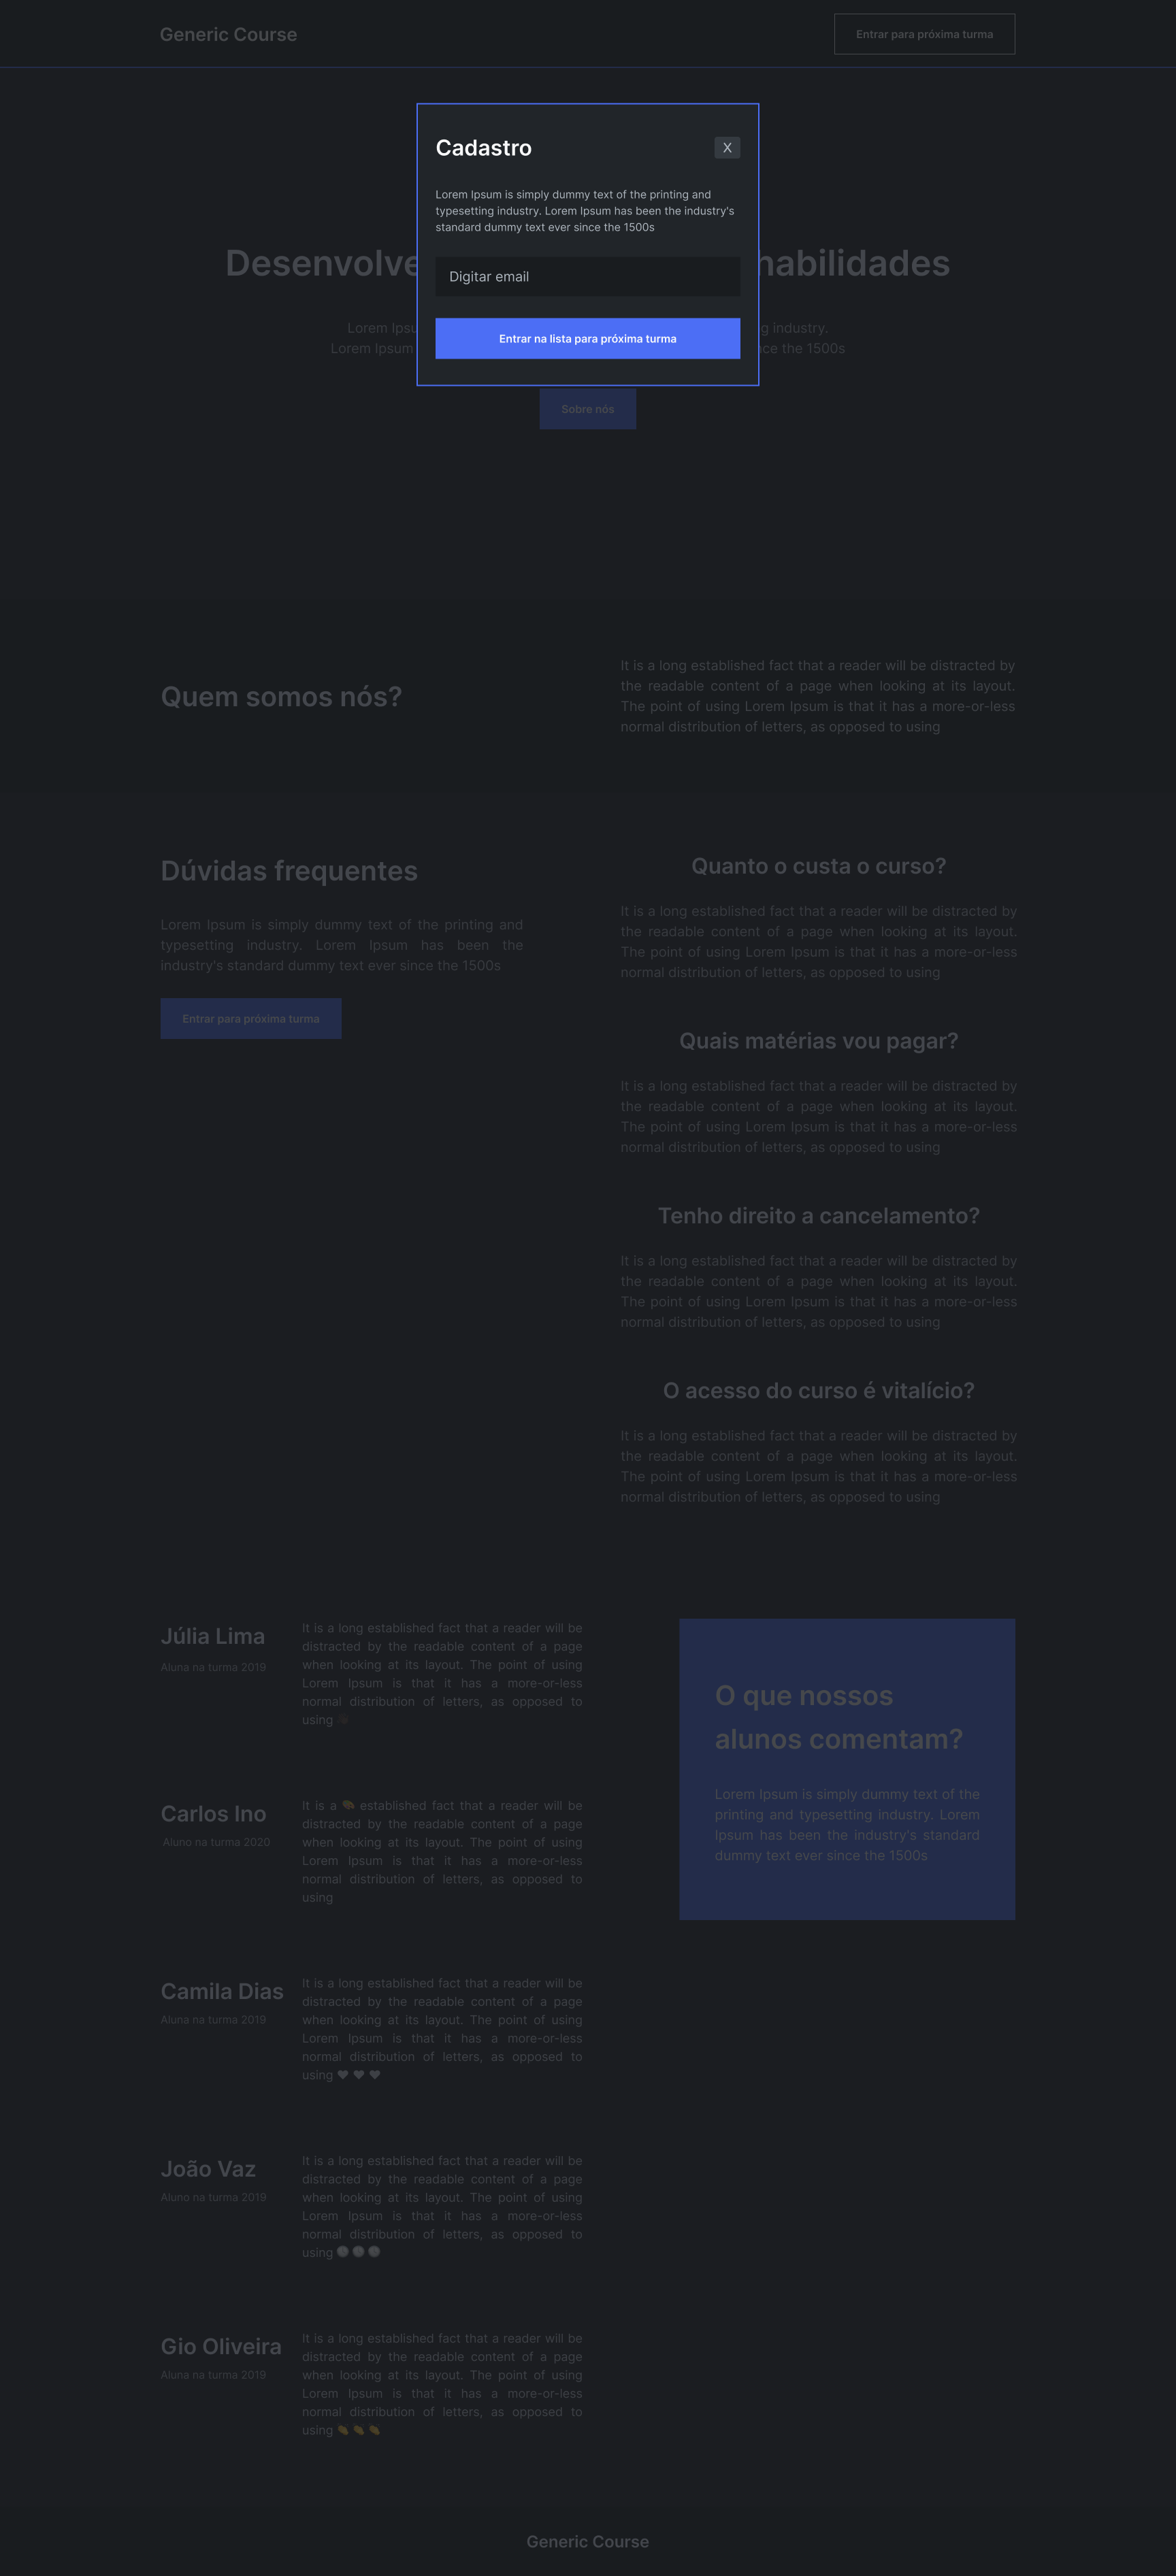 Generic Course
Entrar para próxima turma
Cadastro
X
Lorem Ipsum is simply dummy text of the printing and
typesetting industry. Lorem Ipsum has been the industry's
standard dummy text ever since the 1500s
Digitar email
Entrar na lista para próxima turma
habilidades
Lorem
g industry.
Lorem Ipsum
the 1500s
Sobre nós
Quem somos nós?
It is a long established fact that a reader will be distracted by
the readable content of a page when looking at its layout.
The point of using Lorem Ipsum is that it has a more-or-less
normal distribution of letters, as opposed to using
Dúvidas frequentes
Lorem Ipsum is simply dummy text of the printing and
typesetting industry. Lorem Ipsum has been the
industry's standard dummy text ever since the 1500s
Entrar para próxima turma
Quanto o custa o curso?
It is a long established fact that a reader will be distracted by
the readable content of a page when looking at its layout.
The point of using Lorem Ipsum is that it has a more-or-less
normal distribution of letters, as opposed to using
Quais matérias vou pagar?
It is a long established fact that a reader will be distracted by
the readable content of a page when looking at its layout.
The point of using Lorem Ipsum is that it has a more-or-less
normal distribution of letters, as opposed to using
Tenho direito a cancelamento?
It is a long established fact that a reader will be distracted by
the readable content of a page when looking at its layout.
The point of using Lorem Ipsum is that it has a more-or-less
normal distribution of letters, as opposed to using
O acesso do curso é vitalício?
It is a long established fact that a reader will be distracted by
the readable content of a page when looking at its layout.
The point of using Lorem Ipsum is that it has a more-or-less
normal distribution of letters, as opposed to using
Júlia Lima
Aluna na turma 2019
It is a long established fact that a reader will be
distracted by the readable content of a page
when looking at its layout. The point of using
Lorem Ipsum is that it has a more-or-less
normal distribution of letters, as opposed to
using
Carlos Ino
Aluno na turma 2020
It is a established fact that a reader will be
distracted by the readable content of a page
when looking at its layout. The point of using
Lorem Ipsum is that it has a more-or-less
normal distribution of letters, as opposed to
using
Camila Dias
Aluna na turma 2019
It is a long established fact that a reader will be
distracted by the readable content of a page
when looking at its layout. The point of using
Lorem Ipsum is that it has a more-or-less
normal distribution of letters, as opposed to
using ♥ ♥ ♥
João Vaz
Aluno na turma 2019
It is a long established fact that a reader will be
distracted by the readable content of a page
when looking at its layout. The point of using
Lorem Ipsum is that it has a more-or-less
normal distribution of letters, as opposed to
using
Gio Oliveira
Aluna na turma 2019
It is a long established fact that a reader will be
distracted by the readable content of a page
when looking at its layout. The point of using
Lorem Ipsum is that it has a more-or-less
normal distribution of letters, as opposed to
using
O que nossos
alunos comentam?
Lorem Ipsum is simply dummy text of the
printing and typesetting industry. Lorem
Ipsum has been the industry's standard
dummy text ever since the 1500s
Generic Course